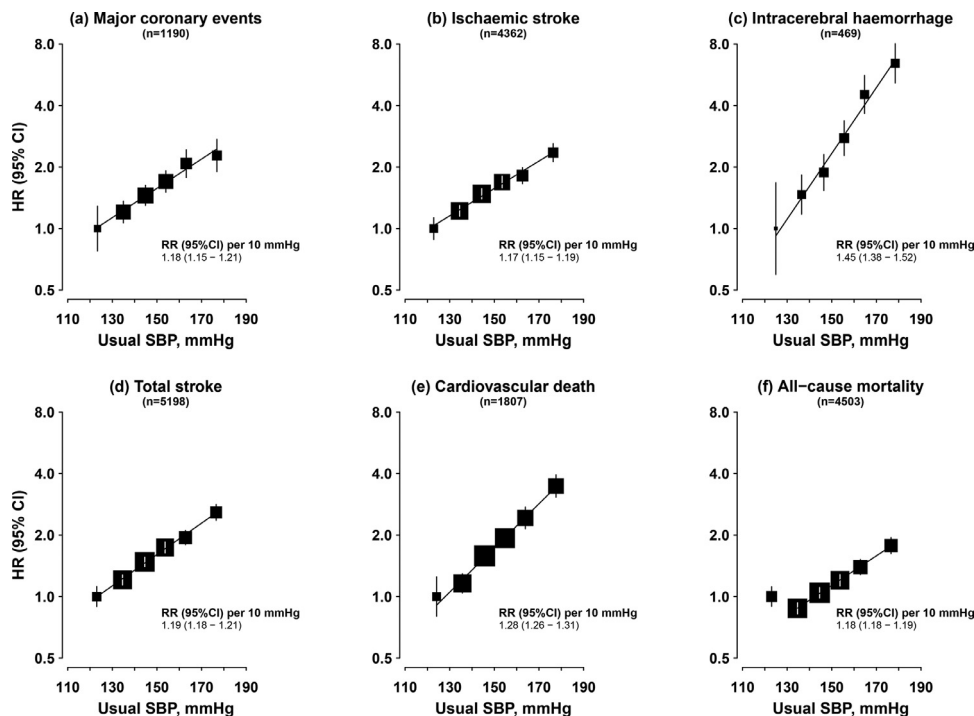 (a) Major coronary events
(n=1190)
8.0
4.0
2.0
1.0
0.5
HR (95% CI)
RR (95%CI) per 10 mmHg
1.18 (1.15 − 1.21)
110 130 150 170 190
Usual SBP, mmHg
(b) Ischaemic stroke
(n=4362)
8.0
4.0
2.0
1.0
0.5
RR (95%CI) per 10 mmHg
1.17 (1.15 − 1.19)
110 130 150 170 190
Usual SBP, mmHg
(c) Intracerebral haemorrhage
(n=469)
8.0
4.0
2.0
1.0
0.5
RR (95%CI) per 10 mmHg
1.45 (1.38 − 1.52)
110 130 150 170 190
Usual SBP, mmHg
(d) Total stroke
(n=5198)
8.0
4.0
2.0
1.0
0.5
HR (95% CI)
RR (95%CI) per 10 mmHg
1.19 (1.18 − 1.21)
110 130 150 170 190
Usual SBP, mmHg
(e) Cardiovascular death
(n=1807)
8.0
4.0
2.0
1.0
0.5
RR (95%CI) per 10 mmHg
1.28 (1.26 − 1.31)
110 130 150 170 190
Usual SBP, mmHg
(f) All−cause mortality
(n=4503)
8.0
4.0
2.0
1.0
0.5
RR (95%CI) per 10 mmHg
1.18 (1.18 − 1.19)
110 130 150 170 190
Usual SBP, mmHg